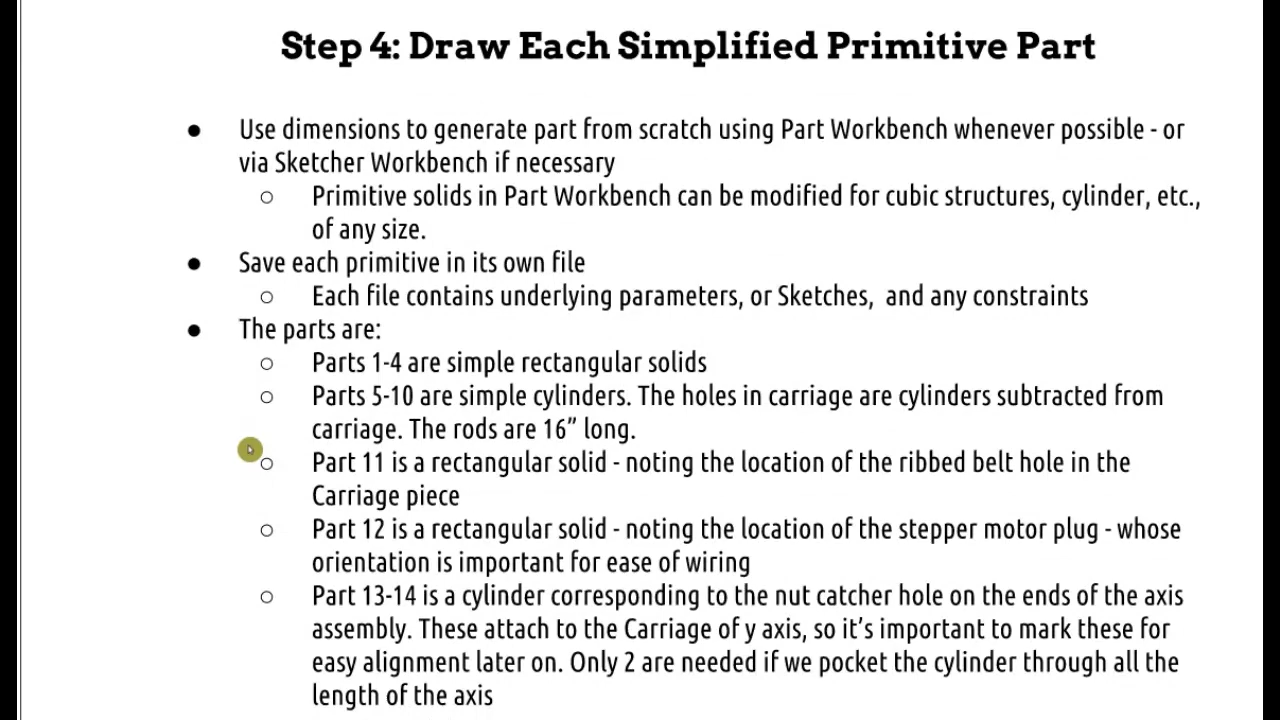 Step 4: Draw Each Simplified Primitive Part
● Use dimensions to generate part from scratch using Part Workbench whenever possible - or
via Sketcher Workbench if necessary
○ Primitive solids in Part Workbench can be modified for cubic structures, cylinder, etc.,
of any size.
● Save each primitive in its own file
○ Each file contains underlying parameters, or Sketches, and any constraints
● The parts are:
○ Parts 1-4 are simple rectangular solids
○ Parts 5-10 are simple cylinders. The holes in carriage are cylinders subtracted from
carriage. The rods are 16” long.
○ Part 11 is a rectangular solid - noting the location of the ribbed belt hole in the
Carriage piece
○ Part 12 is a rectangular solid - noting the location of the stepper motor plug - whose
orientation is important for ease of wiring
○ Part 13-14 is a cylinder corresponding to the nut catcher hole on the ends of the axis
assembly. These attach to the Carriage of y axis, so it’s important to mark these for
easy alignment later on. Only 2 are needed if we pocket the cylinder through all the
length of the axis